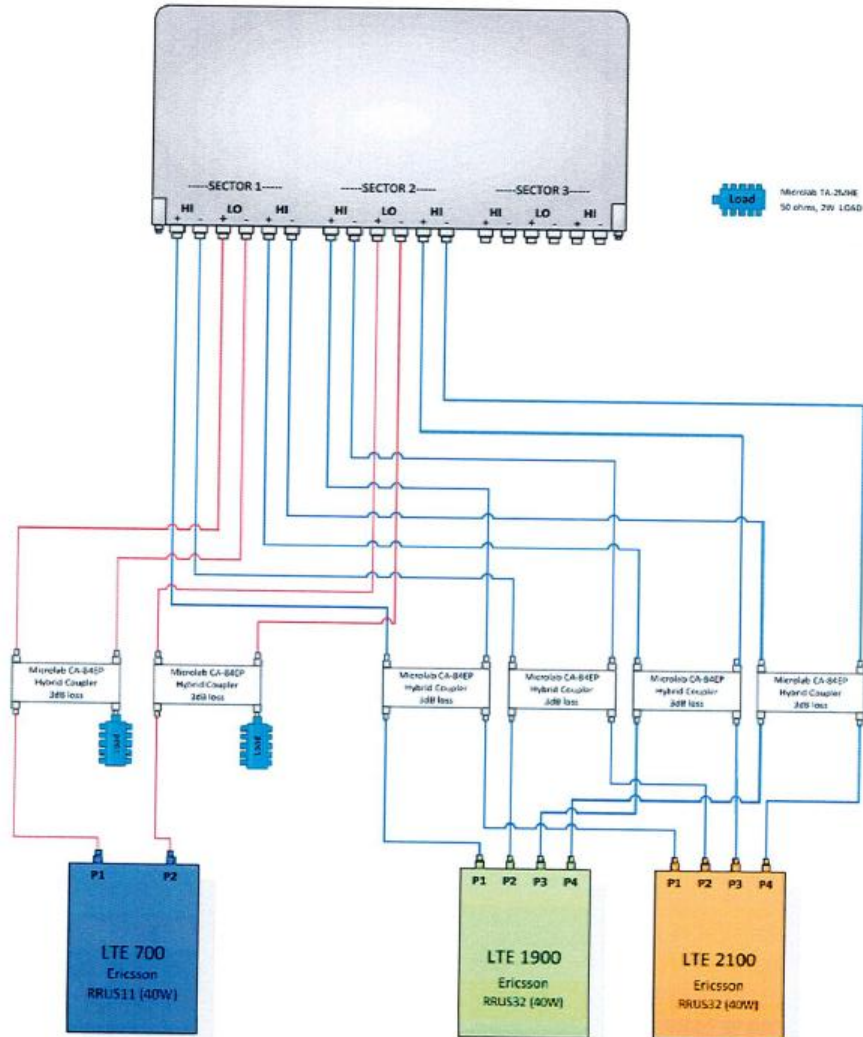 -----SECTOR 1-----
-----SECTOR 2-----
-----SECTOR 3-----
HI LO HI
HI LO HI
HI LO HI
+ - + - + -
+ - + - + -
+ - + - + -
Load
Microlab TA-2MHE
50 ohms, 2W LOAD
Microlab CA-84EP
Hybrid Coupler
3dB loss
Microlab CA-84EP
Hybrid Coupler
3dB loss
Microlab CA-84EP
Hybrid Coupler
3dB loss
Microlab CA-84EP
Hybrid Coupler
3dB loss
Microlab CA-84EP
Hybrid Coupler
3dB loss
Microlab CA-84EP
Hybrid Coupler
3dB loss
Load
Load
P1 P2
LTE 700
Ericsson
RRUS11 (40W)
P1 P2 P3 P4
LTE 1900
Ericsson
RRUS32 (40W)
P1 P2 P3 P4
LTE 2100
Ericsson
RRUS32 (40W)